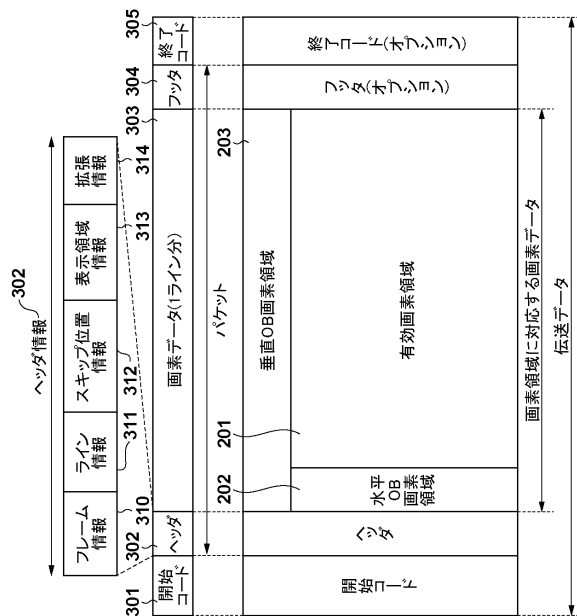 302
ヘッダ情報
フレーム
情報
ライン
情報
スキップ位置
情報
表示領域
情報
拡張
情報
310
311
312
313
314
301
302
303
304
305
開始
コード
ヘッダ
画素データ(1ライン分)
フッタ
終了
コード
パケット
202
201
203
開始コード
ヘッダ
垂直OB画素領域
水平
OB
画素
領域
有効画素領域
フッタ(オプション)
終了コード(オプション)
画素領域に対応する画素データ
伝送データ